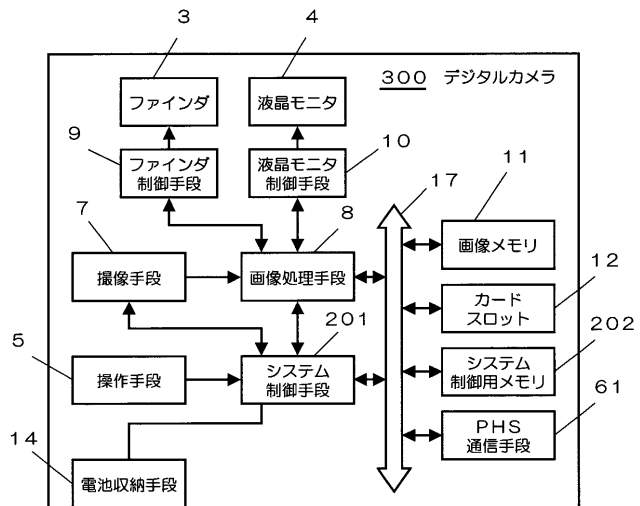 3
4
300 デジタルカメラ
ファインダ
液晶モニタ
9
ファインダ
制御手段
液晶モニタ
制御手段
10
17
11
7
8
画像メモリ
撮像手段
画像処理手段
12
カード
スロット
201
202
5
操作手段
システム
制御手段
システム
制御用メモリ
61
PHS
通信手段
14
電池収納手段